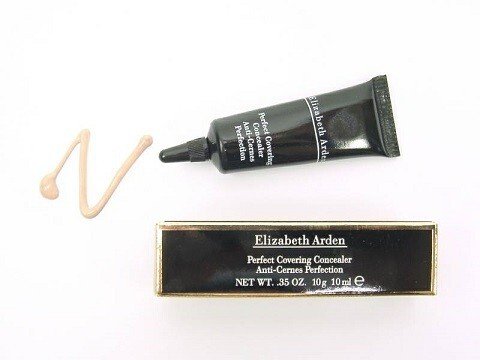 Elizabeth Arden
Perfect Covering
Concealer
Anti-Cernes
Perfection
Elizabeth Arden
Perfect Covering Concealer
Anti-Cernes Perfection
NET WT. .35 OZ. 10g 10ml ℮